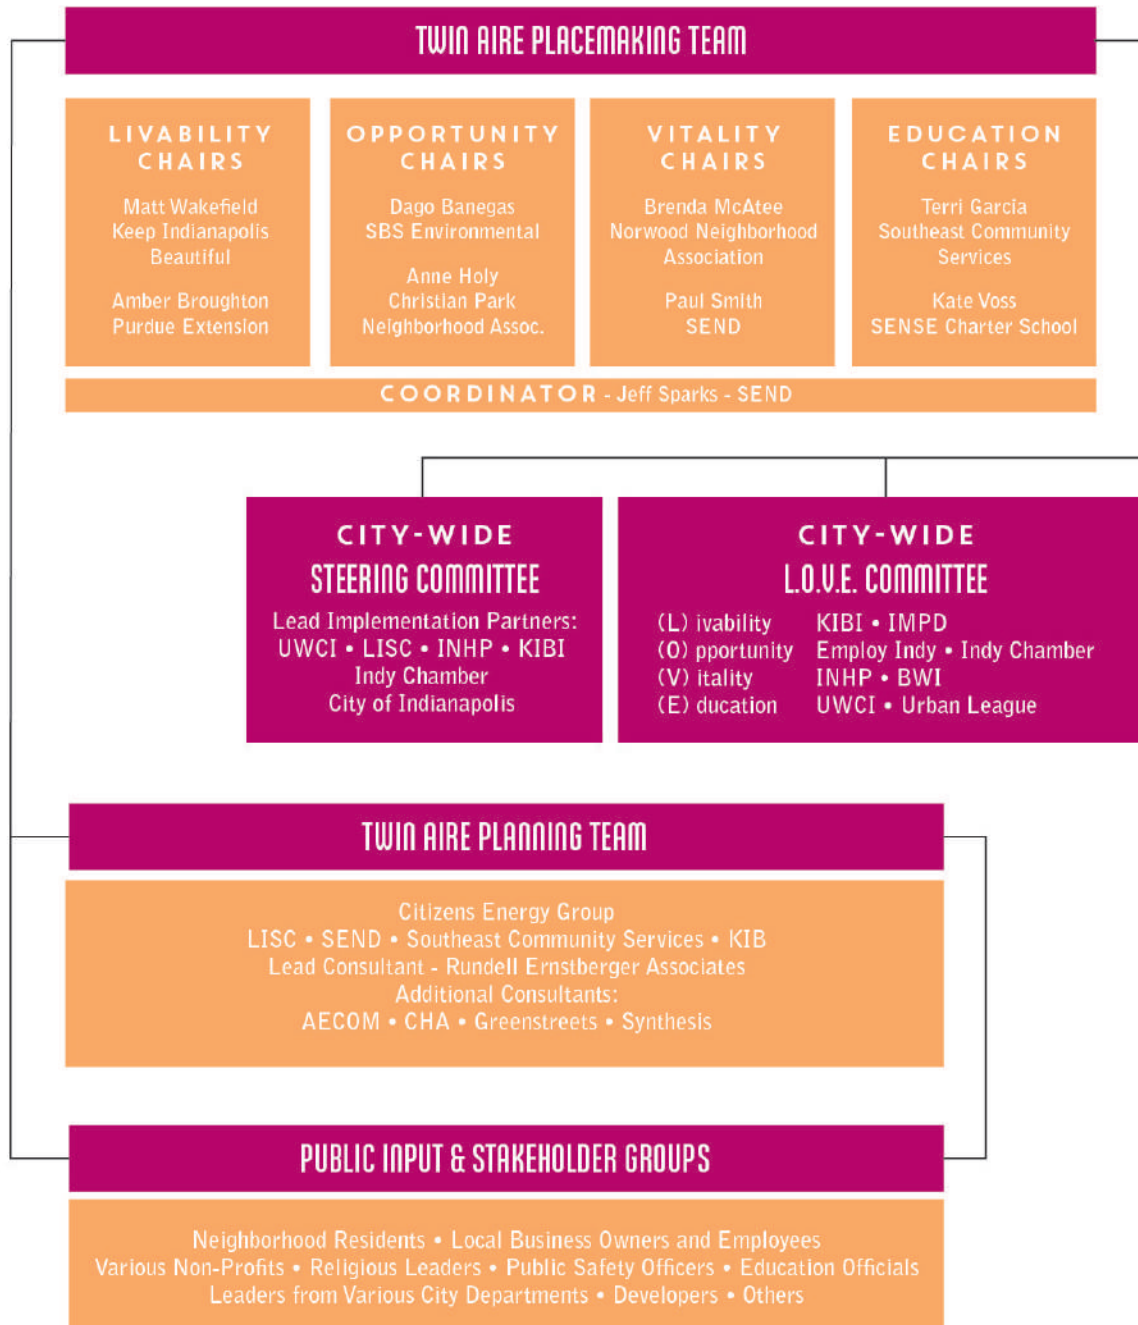 TWIN AIRE PLACEMAKING TEAM
LIVABILITY
CHAIRS
Matt Wakefield
Keep Indianapolis
Beautiful
Amber Broughton
Purdue Extension
OPPORTUNITY
CHAIRS
Dago Banegas
SBS Environmental
Anne Holy
Christian Park
Neighborhood Assoc.
VITALITY
CHAIRS
Brenda McAtee
Norwood Neighborhood
Association
Paul Smith
SEND
EDUCATION
CHAIRS
Terri Garcia
Southeast Community
Services
Kate Voss
SENSE Charter School
COORDINATOR - Jeff Sparks - SEND
CITY-WIDE
STEERING COMMITTEE
Lead Implementation Partners:
UWCI • LISC • INHP • KIBI
Indy Chamber
City of Indianapolis
CITY-WIDE
L.O.V.E. COMMITTEE
(L) ivability KIBI • IMPD
(O) pportunity Employ Indy • Indy Chamber
(V) itality INHP • BWI
(E) ducation UWCI • Urban League
TWIN AIRE PLANNING TEAM
Citizens Energy Group
LISC • SEND • Southeast Community Services • KIB
Lead Consultant - Rundell Ernstberger Associates
Additional Consultants:
AECOM • CHA • Greenstreets • Synthesis
PUBLIC INPUT & STAKEHOLDER GROUPS
Neighborhood Residents • Local Business Owners and Employees
Various Non-Profits • Religious Leaders • Public Safety Officers • Education Officials
Leaders from Various City Departments • Developers • Others